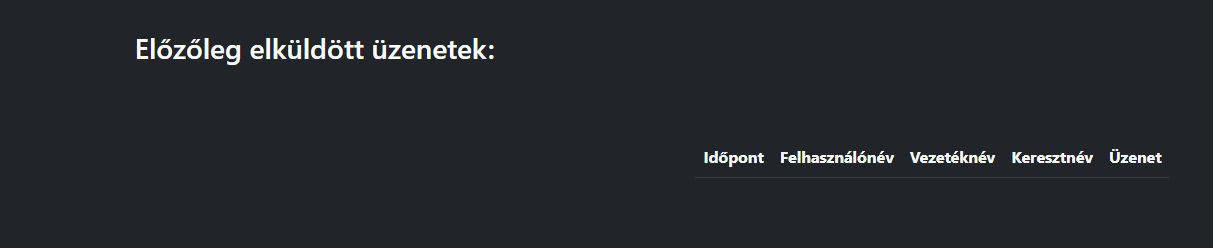 Előzőleg elküldött üzenetek:
Időpont Felhasználónév Vezetéknév Keresztnév Üzenet